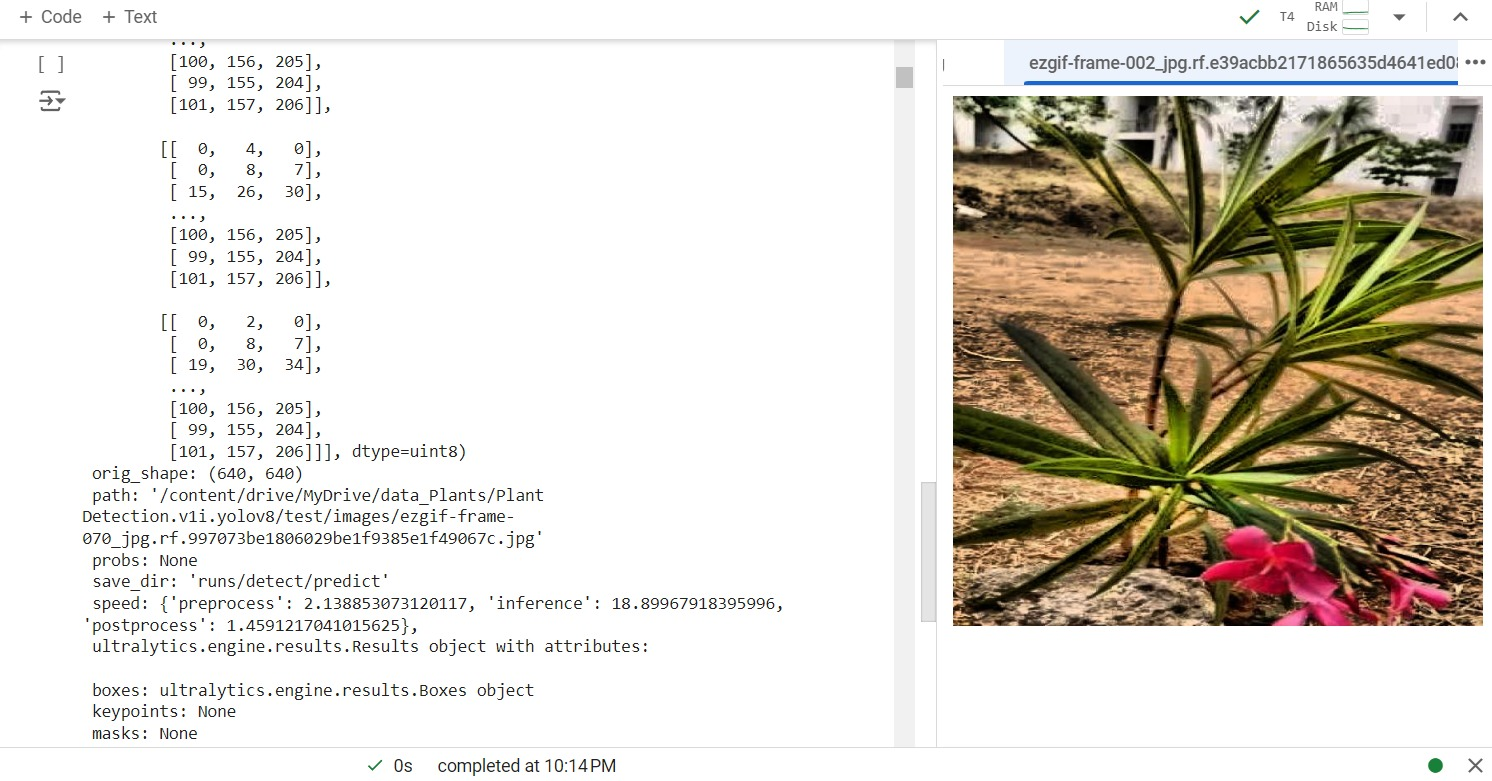 + Code + Text
T4
RAM
Disk
[ ]
...,
[100, 156, 205],
[ 99, 155, 204],
[101, 157, 206]],
[[ 0, 4, 0],
[ 0, 8, 7],
[ 15, 26, 30],
...,
[100, 156, 205],
[ 99, 155, 204],
[101, 157, 206]],
[[ 0, 2, 0],
[ 0, 8, 7],
[ 19, 30, 34],
...,
[100, 156, 205],
[ 99, 155, 204],
[101, 157, 206]]], dtype=uint8)
orig_shape: (640, 640)
path: '/content/drive/MyDrive/data_Plants/Plant
Detection.v1i.yolov8/test/images/ezgif-frame-
070_jpg.rf.997073be1806029be1f9385e1f49067c.jpg'
probs: None
save_dir: 'runs/detect/predict'
speed: {'preprocess': 2.138853073120117, 'inference': 18.89967918395996,
'postprocess': 1.4591217041015625},
ultralytics.engine.results.Results object with attributes:
boxes: ultralytics.engine.results.Boxes object
keypoints: None
masks: None
ezgif-frame-002_jpg.rf.e39acbb2171865635d4641ed0
0s completed at 10:14 PM